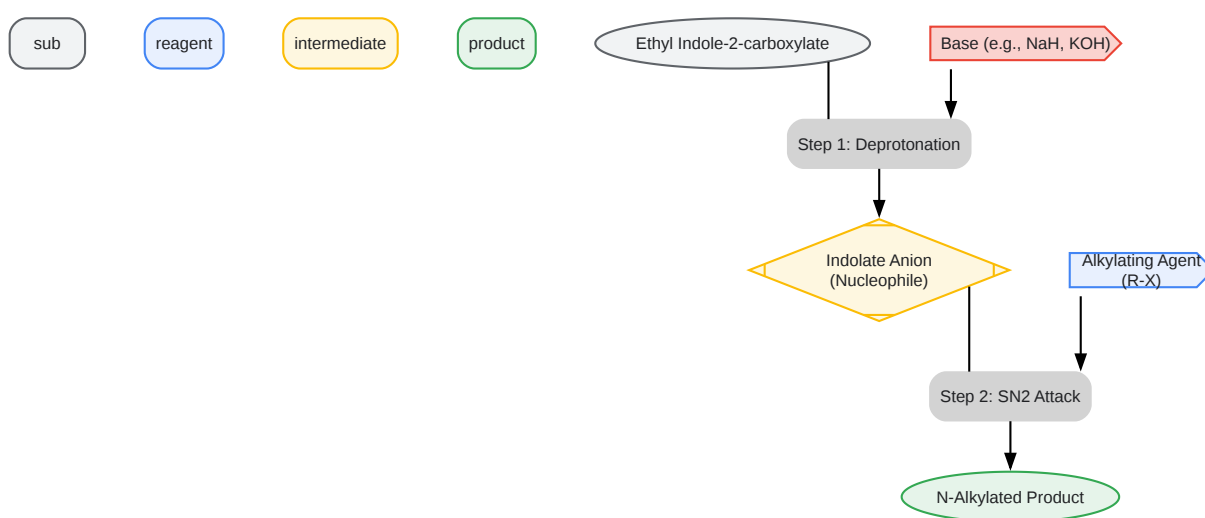 sub
reagent
intermediate
product
Ethyl Indole-2-carboxylate
Base (e.g., NaH, KOH)
Step 1: Deprotonation
Indolate Anion
(Nucleophile)
Alkylating Agent
(R-X)
Step 2: SN2 Attack
N-Alkylated Product